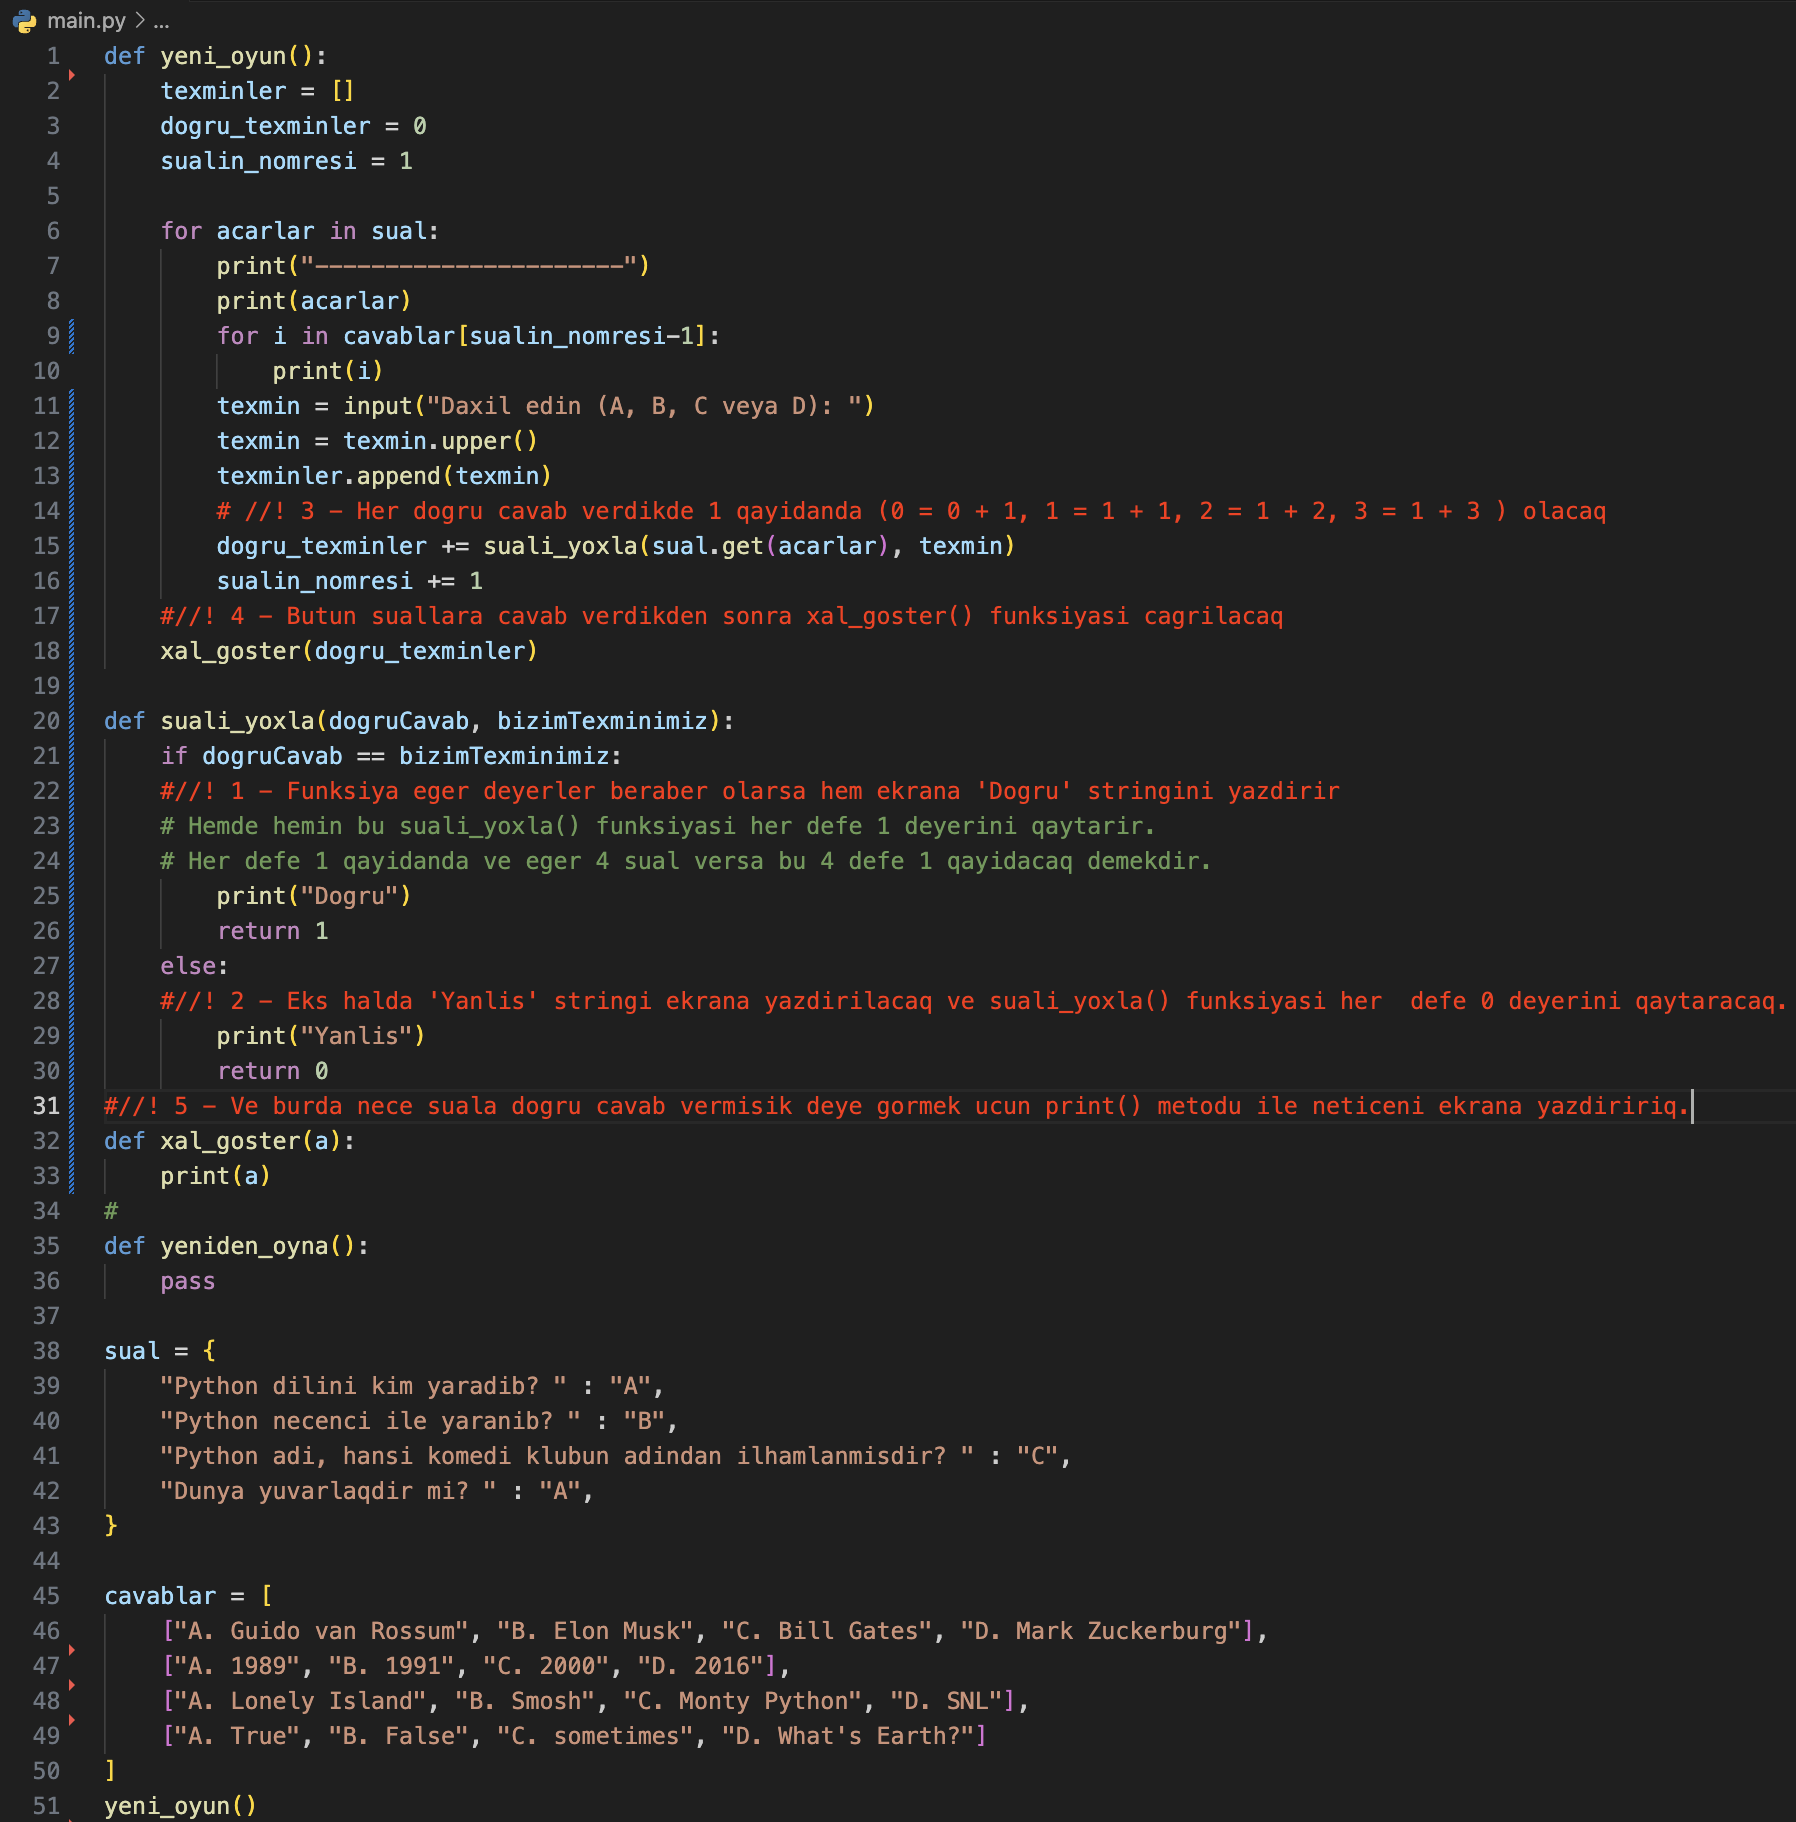 main.py > ...
1 def yeni_oyun():
2     texminler = []
3     dogru_texminler = 0
4     sualin_nomresi = 1
5
6     for acarlar in sual:
7         print("----------------------")
8         print(acarlar)
9         for i in cavablar[sualin_nomresi-1]:
10             print(i)
11         texmin = input("Daxil edin (A, B, C veya D): ")
12         texmin = texmin.upper()
13         texminler.append(texmin)
14         # //! 3 - Her dogru cavab verdikde 1 qayidanda (0 = 0 + 1, 1 = 1 + 1, 2 = 1 + 2, 3 = 1 + 3 ) olacaq
15         dogru_texminler += suali_yoxla(sual.get(acarlar), texmin)
16         sualin_nomresi += 1
17     #//! 4 - Butun suallara cavab verdikden sonra xal_goster() funksiyasi cagrilacaq
18     xal_goster(dogru_texminler)
19
20 def suali_yoxla(dogruCavab, bizimTexminimiz):
21     if dogruCavab == bizimTexminimiz:
22     #//! 1 - Funksiya eger deyerler beraber olarsa hem ekrana 'Dogru' stringini yazdirir
23     # Hemde hemin bu suali_yoxla() funksiyasi her defe 1 deyerini qaytarir.
24     # Her defe 1 qayidanda ve eger 4 sual versa bu 4 defe 1 qayidacaq demekdir.
25         print("Dogru")
26         return 1
27     else:
28     #//! 2 - Eks halda 'Yanlis' stringi ekrana yazdirilacaq ve suali_yoxla() funksiyasi her  defe 0 deyerini qaytaracaq.
29         print("Yanlis")
30         return 0
31 #//! 5 - Ve burda nece suala dogru cavab vermisik deye gormek ucun print() metodu ile neticeni ekrana yazdiririq.
32 def xal_goster(a):
33     print(a)
34 #
35 def yeniden_oyna():
36     pass
37
38 sual = {
39     "Python dilini kim yaradib? " : "A",
40     "Python necenci ile yaranib? " : "B",
41     "Python adi, hansi komedi klubun adindan ilhamlanmisdir? " : "C",
42     "Dunya yuvarlaqdir mi? " : "A",
43 }
44
45 cavablar = [
46     ["A. Guido van Rossum", "B. Elon Musk", "C. Bill Gates", "D. Mark Zuckerburg"],
47     ["A. 1989", "B. 1991", "C. 2000", "D. 2016"],
48     ["A. Lonely Island", "B. Smosh", "C. Monty Python", "D. SNL"],
49     ["A. True", "B. False", "C. sometimes", "D. What's Earth?"]
50 ]
51 yeni_oyun()